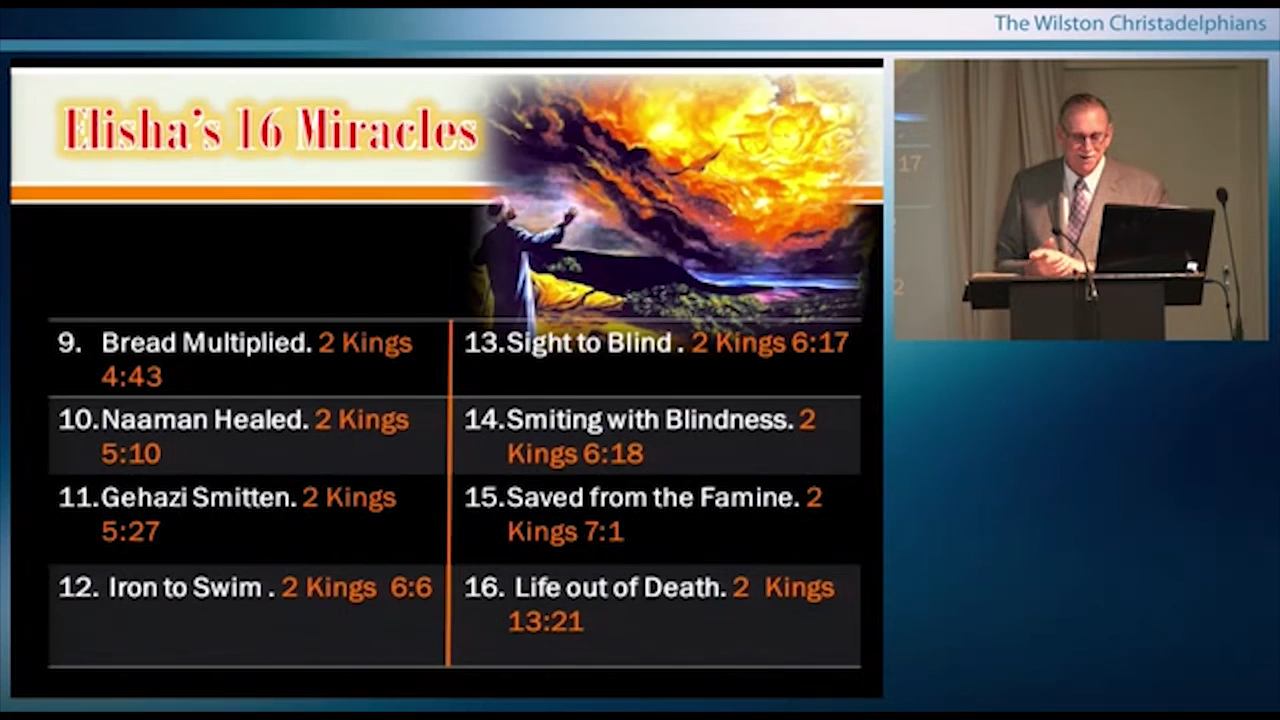 The Wilston Christadelphians
Elisha's 16 Miracles
9. Bread Multiplied. 2 Kings
4:43
10. Naaman Healed. 2 Kings
5:10
11. Gehazi Smitten. 2 Kings
5:27
12. Iron to Swim . 2 Kings 6:6
13. Sight to Blind . 2 Kings 6:17
14. Smiting with Blindness. 2
Kings 6:18
15. Saved from the Famine. 2
Kings 7:1
16. Life out of Death. 2 Kings
13:21
17
2